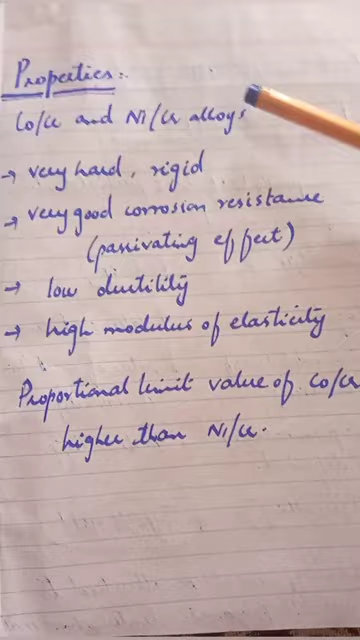 Properties:-
Co/Cr and Ni/Cr alloys
→ very hard, rigid
→ very good corrosion resistance
(passivating effect)
→ low ductility
→ high modulus of elasticity
Proportional limit value of Co/Cr
higher than Ni/Cr.